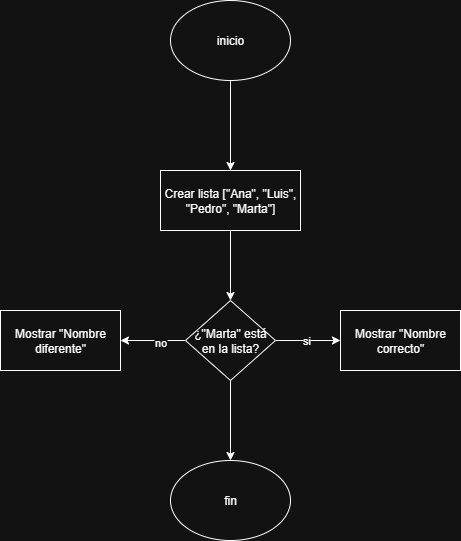 inicio
Crear lista ["Ana", "Luis",
"Pedro", "Marta"]
¿"Marta" está
en la lista?
Mostrar "Nombre
diferente"
no
si
Mostrar "Nombre
correcto"
fin